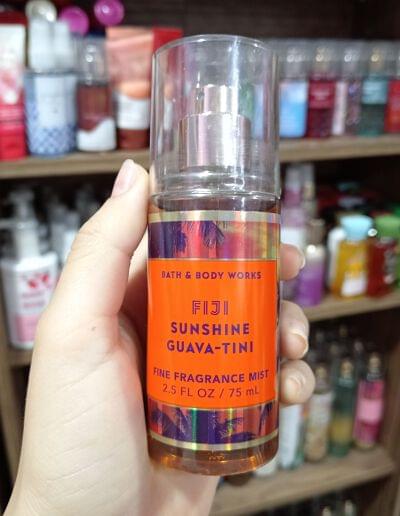 BATH & BODY WORKS
FIJI
SUNSHINE
GUAVA-TINI
FINE FRAGRANCE MIST
2.5 FL OZ / 75 mL